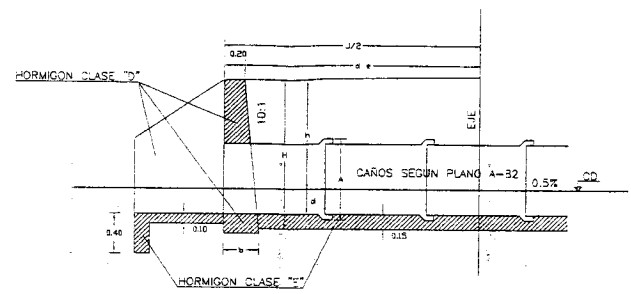 J/2
0.20
d e
HORMIGON CLASE "D"
10:1
EJE
h
H
A
CAÑOS SEGUN PLANO A-82
0.5%
CD
d
0.40
0.10
0.15
b
HORMIGON CLASE "E"